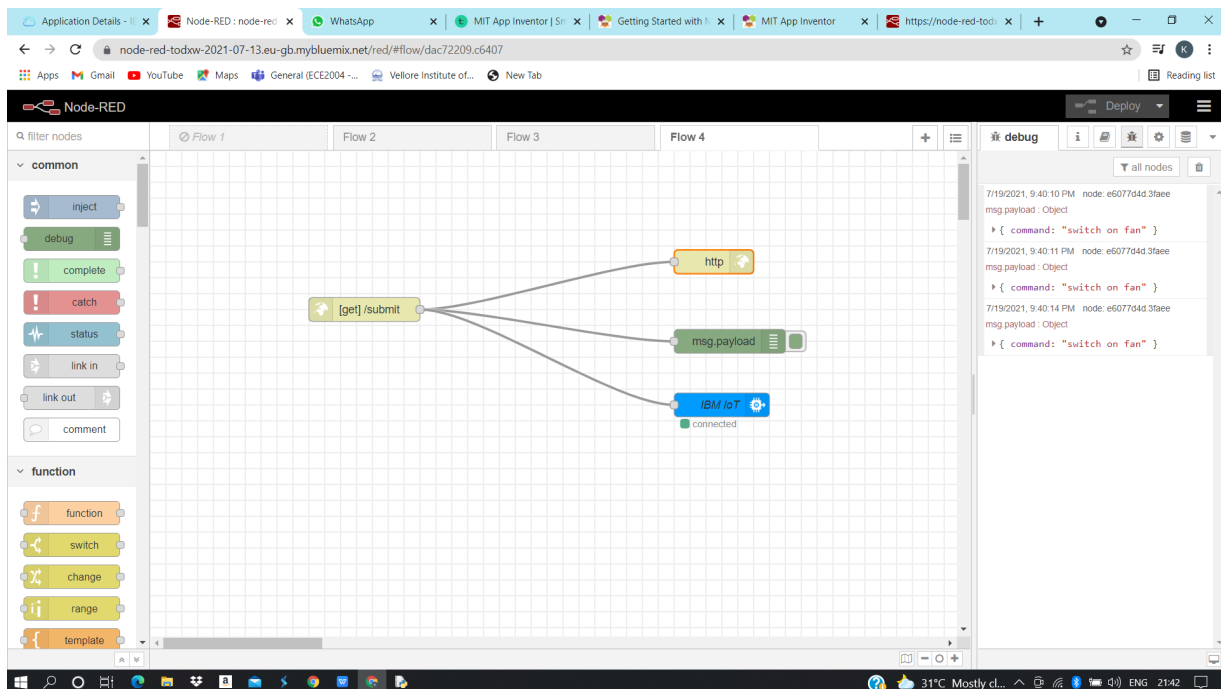 Application Details - I
Node-RED : node-red
WhatsApp
MIT App Inventor | Sm
Getting Started with M
MIT App Inventor
https://node-red-tod
node-red-todxw-2021-07-13.eu-gb.mybluemix.net/red/#flow/dac72209.c6407
K
Apps
Gmail
YouTube
Maps
General (ECE2004 -...
Vellore Institute of...
New Tab
Reading list
Node-RED
Deploy
filter nodes
Flow 1
Flow 2
Flow 3
Flow 4
debug
i
all nodes
common
inject
debug
complete
catch
status
link in
link out
comment
function
function
switch
change
range
template
[get] /submit
http
msg.payload
IBM IoT
connected
7/19/2021, 9:40:10 PM node: e6077d4d.3faee
msg.payload : Object
{ command: "switch on fan" }
7/19/2021, 9:40:11 PM node: e6077d4d.3faee
msg.payload : Object
{ command: "switch on fan" }
7/19/2021, 9:40:14 PM node: e6077d4d.3faee
msg.payload : Object
{ command: "switch on fan" }
31°C Mostly cl...
ENG
21:42